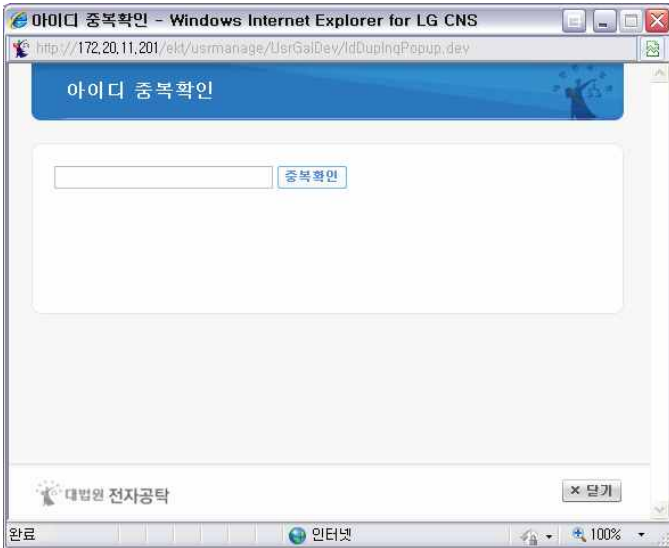 아이디 중복확인 - Windows Internet Explorer for LG CNS
http://172,20,11,201/ekt/usrmanage/UsrGaiDev/IdDupInqPopup.dev
아이디 중복확인
중복확인
대법원 전자공탁
× 닫기
완료
인터넷
100%